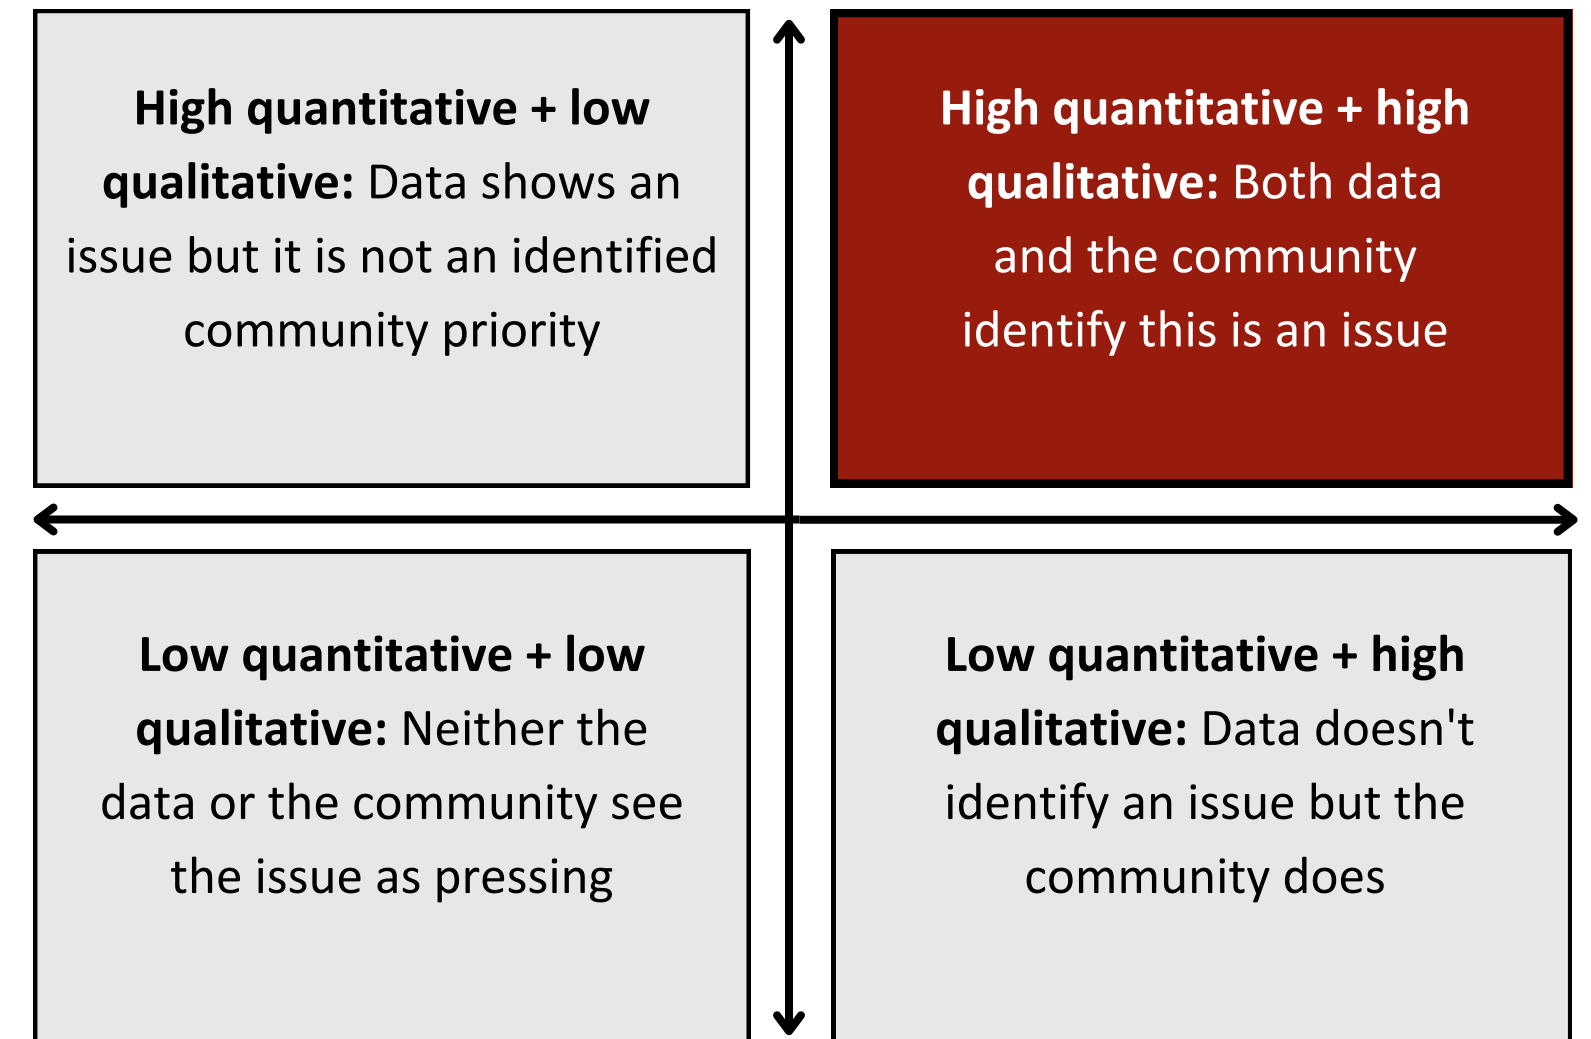 High quantitative + low
qualitative: Data shows an
issue but it is not an identified
community priority
High quantitative + high
qualitative: Both data
and the community
identify this is an issue
Low quantitative + low
qualitative: Neither the
data or the community see
the issue as pressing
Low quantitative + high
qualitative: Data doesn't
identify an issue but the
community does